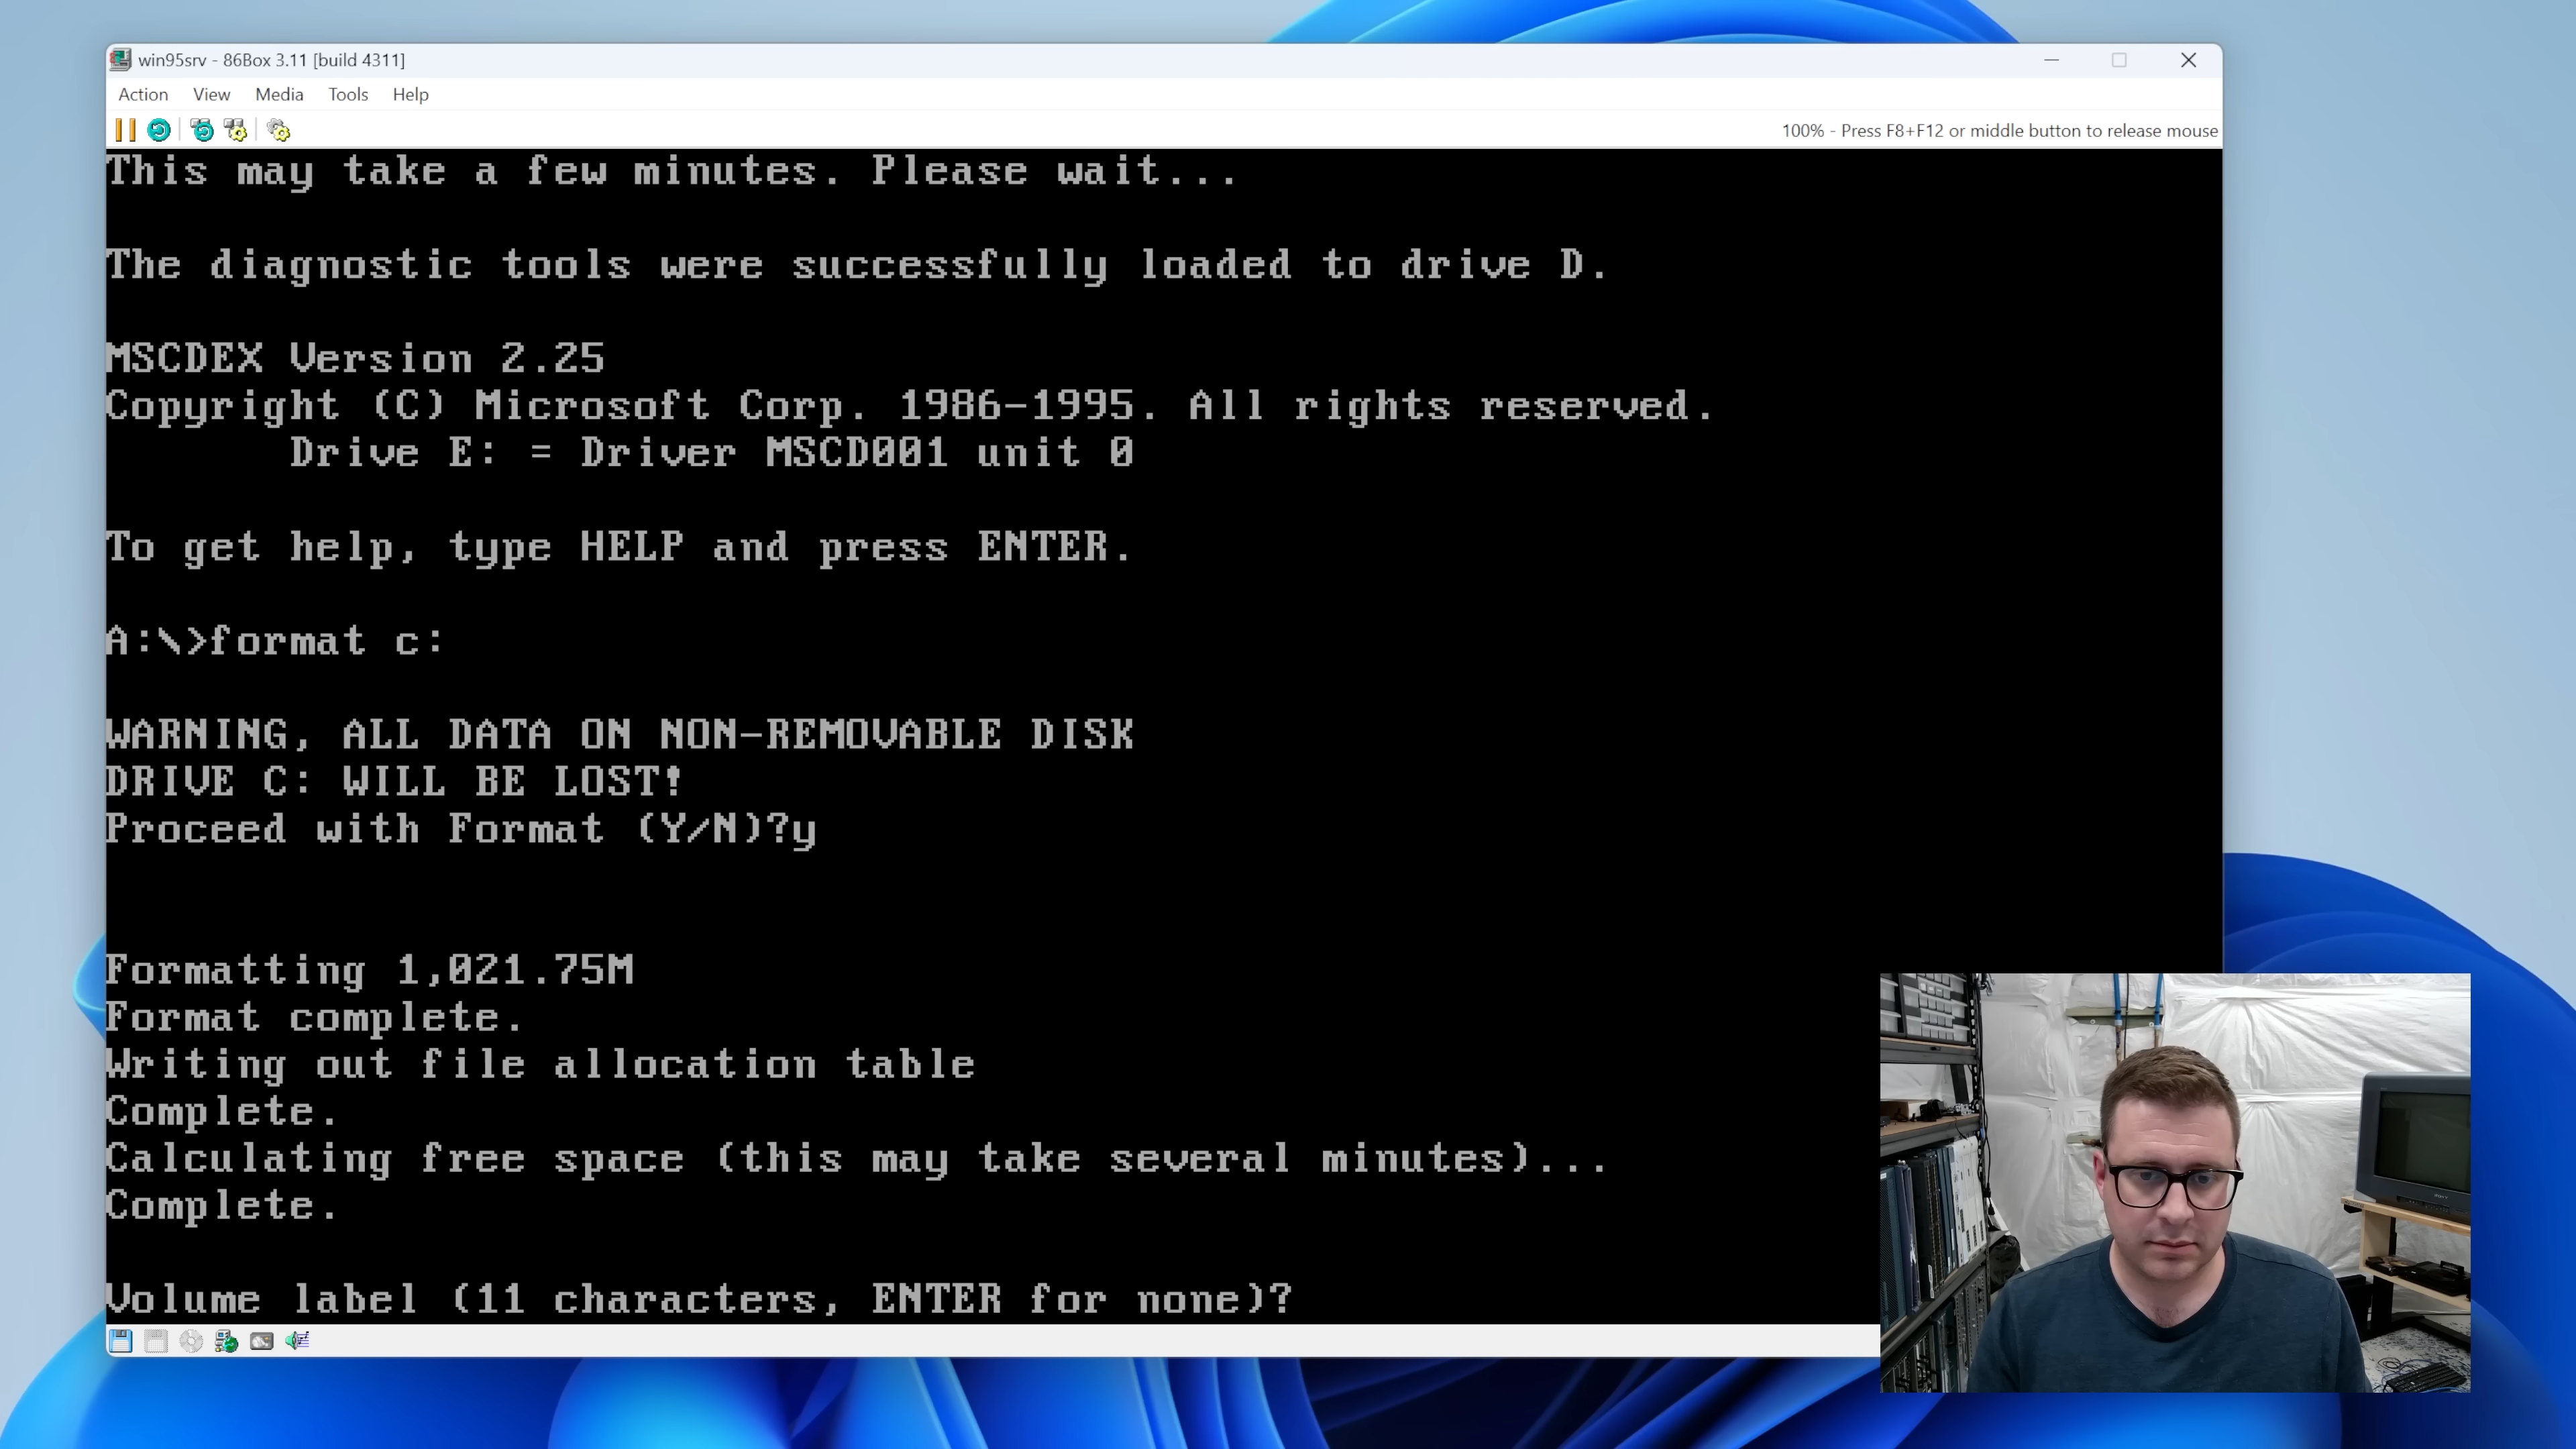 win95srv - 86Box 3.11 [build 4311]
Action View Media Tools Help
100% - Press F8+F12 or middle button to release mouse
This may take a few minutes. Please wait...
The diagnostic tools were successfully loaded to drive D.
MSCDEX Version 2.25
Copyright (C) Microsoft Corp. 1986-1995. All rights reserved.
Drive E: = Driver MSCD001 unit 0
To get help, type HELP and press ENTER.
A:\>format c:
WARNING, ALL DATA ON NON-REMOVABLE DISK
DRIVE C: WILL BE LOST!
Proceed with Format (Y/N)?y
Formatting 1,021.75M
Format complete.
Writing out file allocation table
Complete.
Calculating free space (this may take several minutes)...
Complete.
Volume label (11 characters, ENTER for none)?